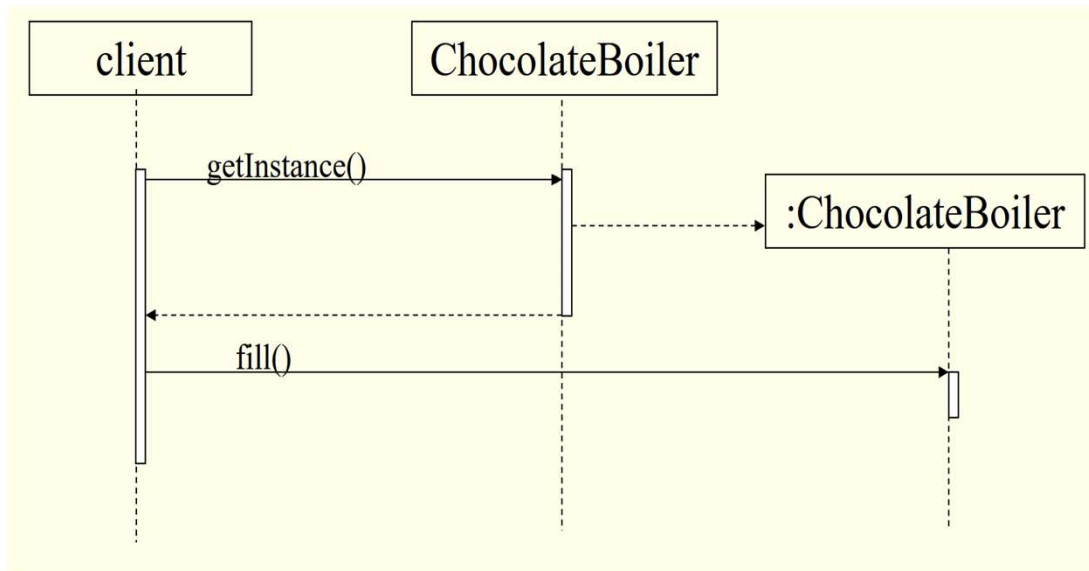 client
ChocolateBoiler
getInstance()
:ChocolateBoiler
fill()